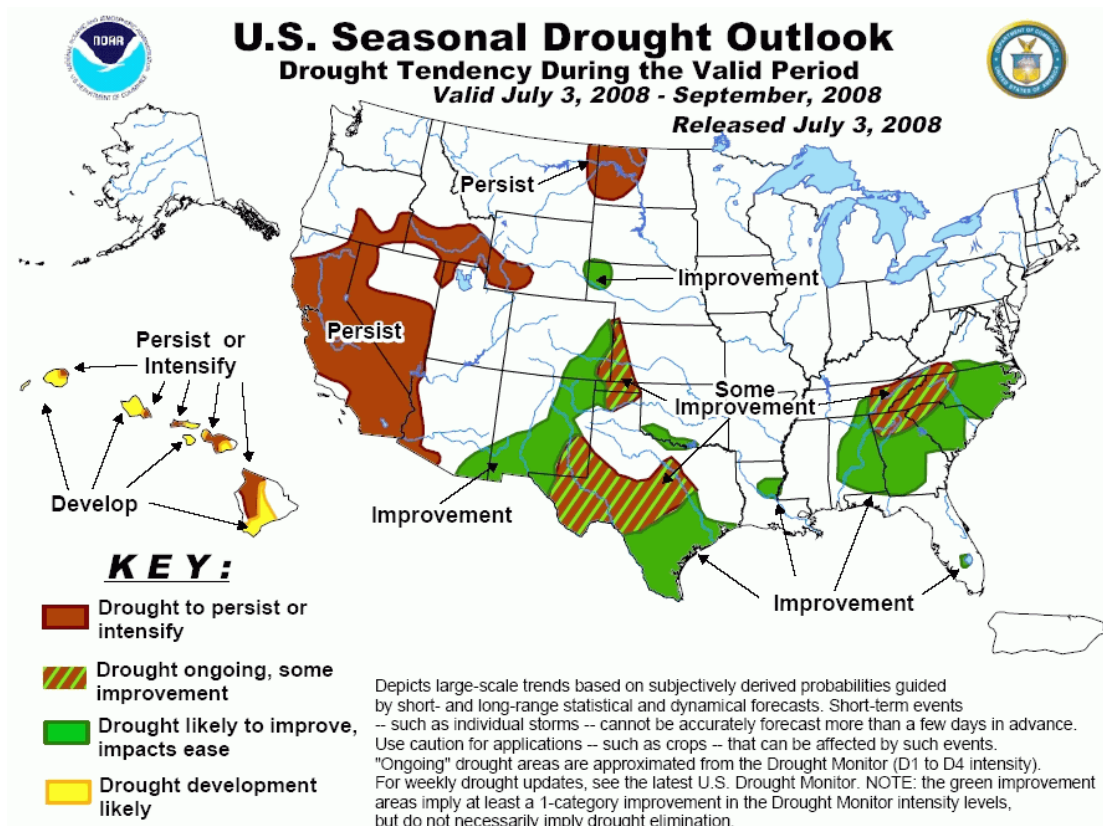 U.S. Seasonal Drought Outlook
Drought Tendency During the Valid Period
Valid July 3, 2008 - September, 2008
Released July 3, 2008
NOAA
Persist
Improvement
Persist
Persist or
Intensify
Some
Improvement
Develop
Improvement
Improvement
KEY:
Drought to persist or
intensify
Drought ongoing, some
improvement
Drought likely to improve,
impacts ease
Drought development
likely
Depicts large-scale trends based on subjectively derived probabilities guided
by short- and long-range statistical and dynamical forecasts. Short-term events
-- such as individual storms -- cannot be accurately forecast more than a few days in advance.
Use caution for applications -- such as crops -- that can be affected by such events.
"Ongoing" drought areas are approximated from the Drought Monitor (D1 to D4 intensity).
For weekly drought updates, see the latest U.S. Drought Monitor. NOTE: the green improvement
areas imply at least a 1-category improvement in the Drought Monitor intensity levels,
but do not necessarily imply drought elimination.